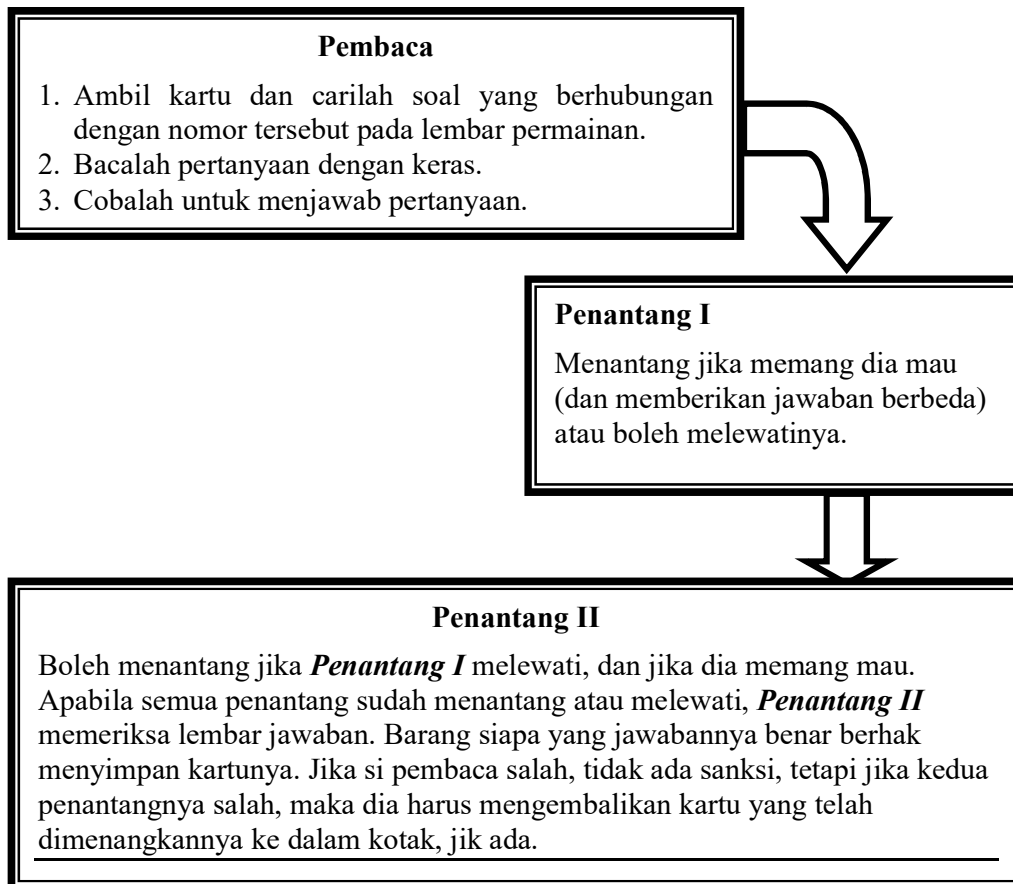 Pembaca
1. Ambil kartu dan carilah soal yang berhubungan
dengan nomor tersebut pada lembar permainan.
2. Bacalah pertanyaan dengan keras.
3. Cobalah untuk menjawab pertanyaan.
Penantang I
Menantang jika memang dia mau
(dan memberikan jawaban berbeda)
atau boleh melewatinya.
Penantang II
Boleh menantang jika Penantang I melewati, dan jika dia memang mau.
Apabila semua penantang sudah menantang atau melewati, Penantang II
memeriksa lembar jawaban. Barang siapa yang jawabannya benar berhak
menyimpan kartunya. Jika si pembaca salah, tidak ada sanksi, tetapi jika kedua
penantangnya salah, maka dia harus mengembalikan kartu yang telah
dimenangkannya ke dalam kotak, jik ada.